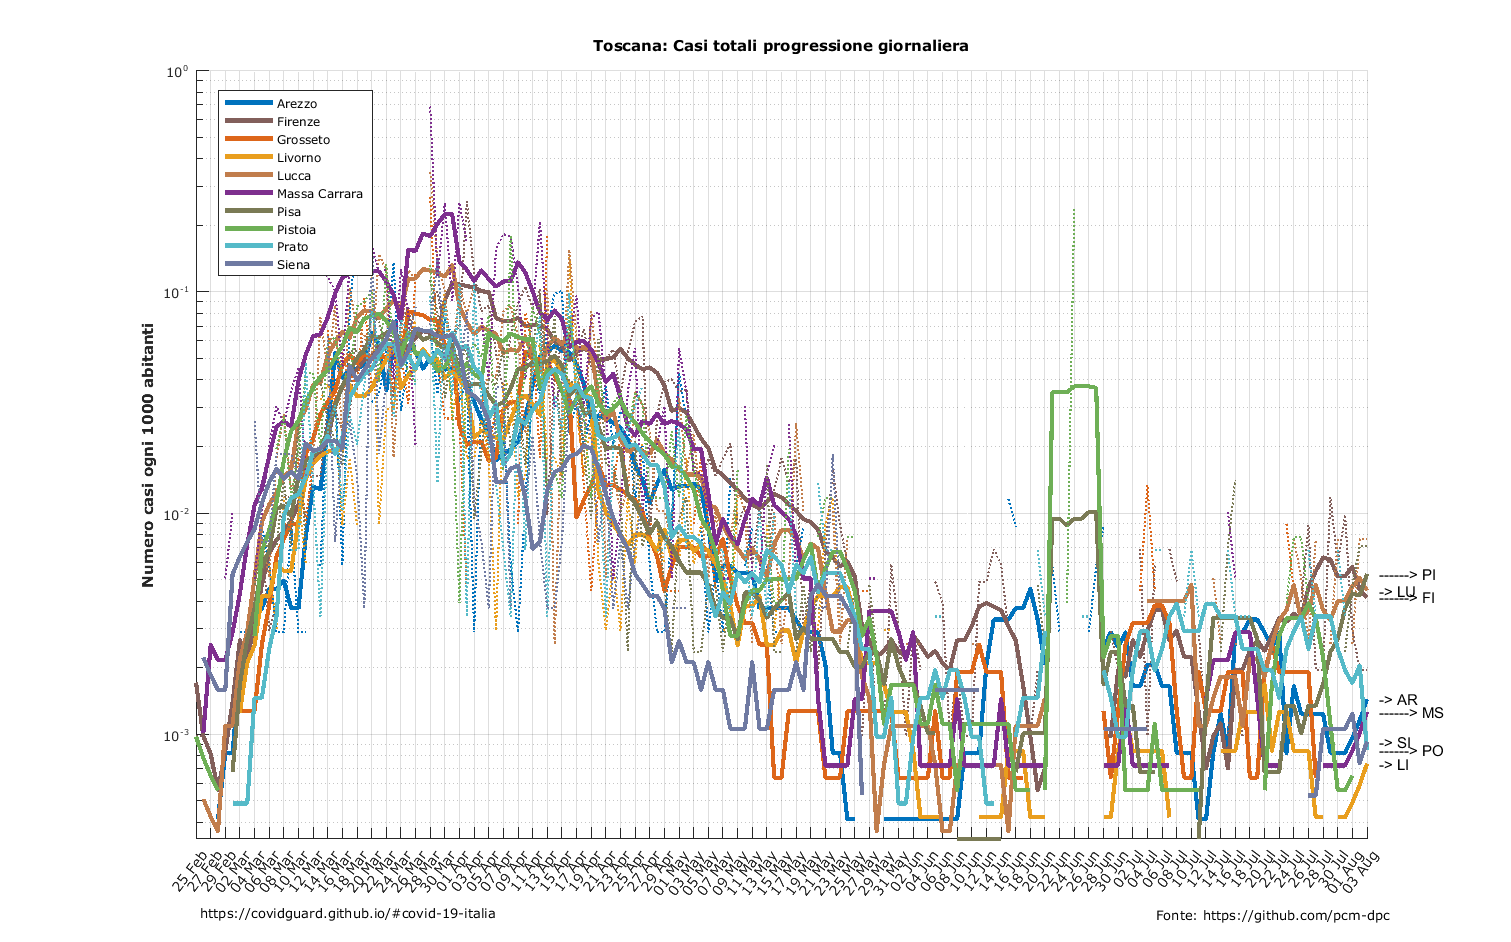 Toscana: Casi totali progressione giornaliera
Numero casi ogni 1000 abitanti
10⁰
10⁻¹
10⁻²
10⁻³
Arezzo
Firenze
Grosseto
Livorno
Lucca
Massa Carrara
Pisa
Pistoia
Prato
Siena
------> PI
-> LU
------> FI
-> AR
------> MS
-> SI
------> PO
-> LI
25 Feb
27 Feb
29 Feb
02 Mar
04 Mar
06 Mar
08 Mar
10 Mar
12 Mar
14 Mar
16 Mar
18 Mar
20 Mar
22 Mar
24 Mar
26 Mar
28 Mar
30 Mar
01 Apr
03 Apr
05 Apr
07 Apr
09 Apr
11 Apr
13 Apr
15 Apr
17 Apr
19 Apr
21 Apr
23 Apr
25 Apr
27 Apr
29 Apr
01 May
03 May
05 May
07 May
09 May
11 May
13 May
15 May
17 May
19 May
21 May
23 May
25 May
27 May
29 May
31 May
02 Jun
04 Jun
06 Jun
08 Jun
10 Jun
12 Jun
14 Jun
16 Jun
18 Jun
20 Jun
22 Jun
24 Jun
26 Jun
28 Jun
30 Jun
02 Jul
04 Jul
06 Jul
08 Jul
10 Jul
12 Jul
14 Jul
16 Jul
18 Jul
20 Jul
22 Jul
24 Jul
26 Jul
28 Jul
30 Jul
01 Aug
03 Aug
https://covidguard.github.io/#covid-19-italia
Fonte: https://github.com/pcm-dpc